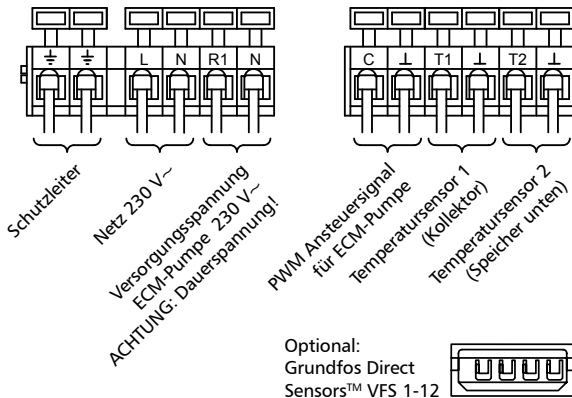 L N R1 N
C ⊥ T1 ⊥ T2 ⊥
Schutzleiter
Netz 230 V~
Versorgungsspannung
ECM-Pumpe 230 V~
ACHTUNG: Dauerspannung!
PWM Ansteuersignal
für ECM-Pumpe
Temperatursensor 1
(Kollektor)
Temperatursensor 2
(Speicher unten)
Optional:
Grundfos Direct
Sensors™ VFS 1-12